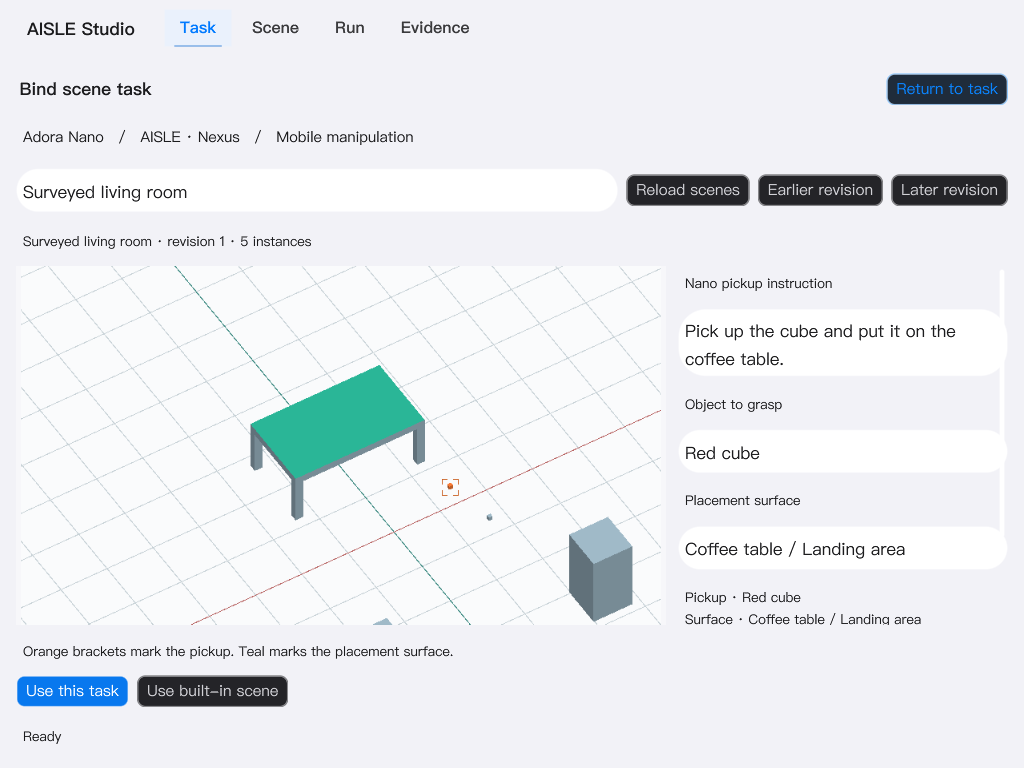 AISLE Studio
Task
Scene
Run
Evidence
Bind scene task
Return to task
Adora Nano / AISLE · Nexus / Mobile manipulation
Surveyed living room
Reload scenes
Earlier revision
Later revision
Surveyed living room · revision 1 · 5 instances
Nano pickup instruction
Pick up the cube and put it on the
coffee table.
Object to grasp
Red cube
Placement surface
Coffee table / Landing area
Pickup · Red cube
Surface · Coffee table / Landing area
Orange brackets mark the pickup. Teal marks the placement surface.
Use this task
Use built-in scene
Ready